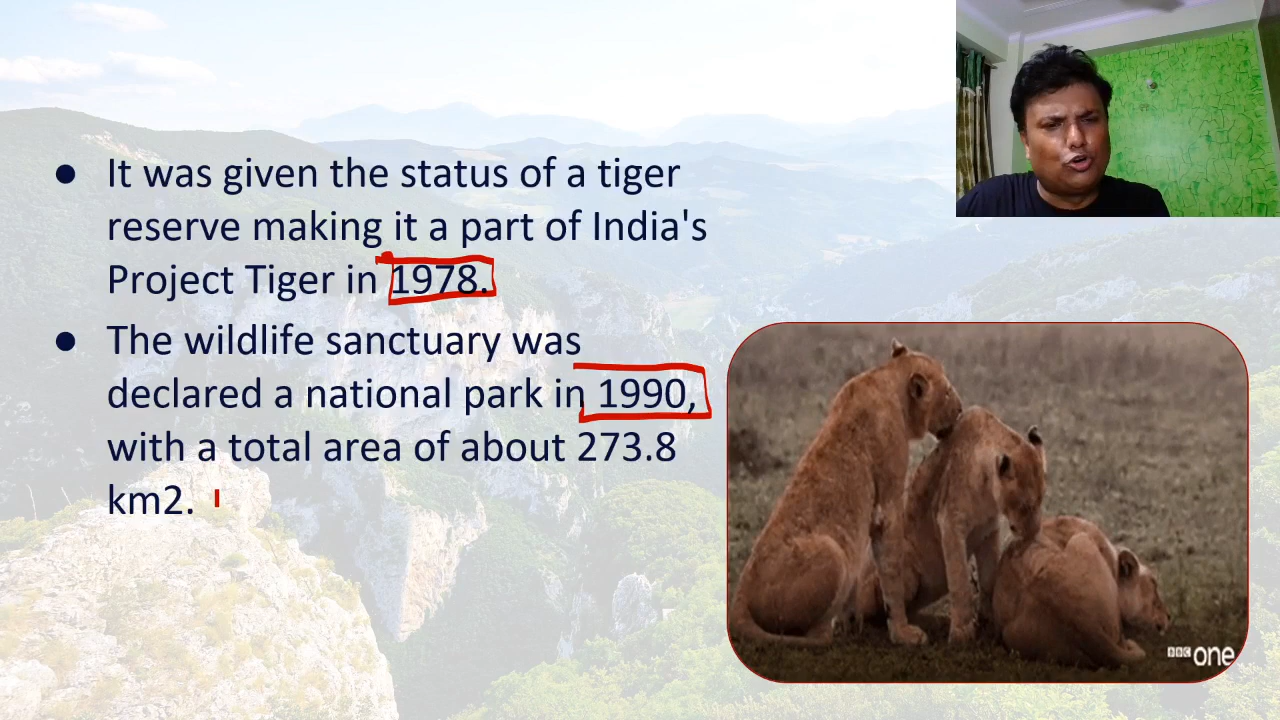 ● It was given the status of a tiger
reserve making it a part of India's
Project Tiger in 1978.
● The wildlife sanctuary was
declared a national park in 1990,
with a total area of about 273.8
km2.
BBC one